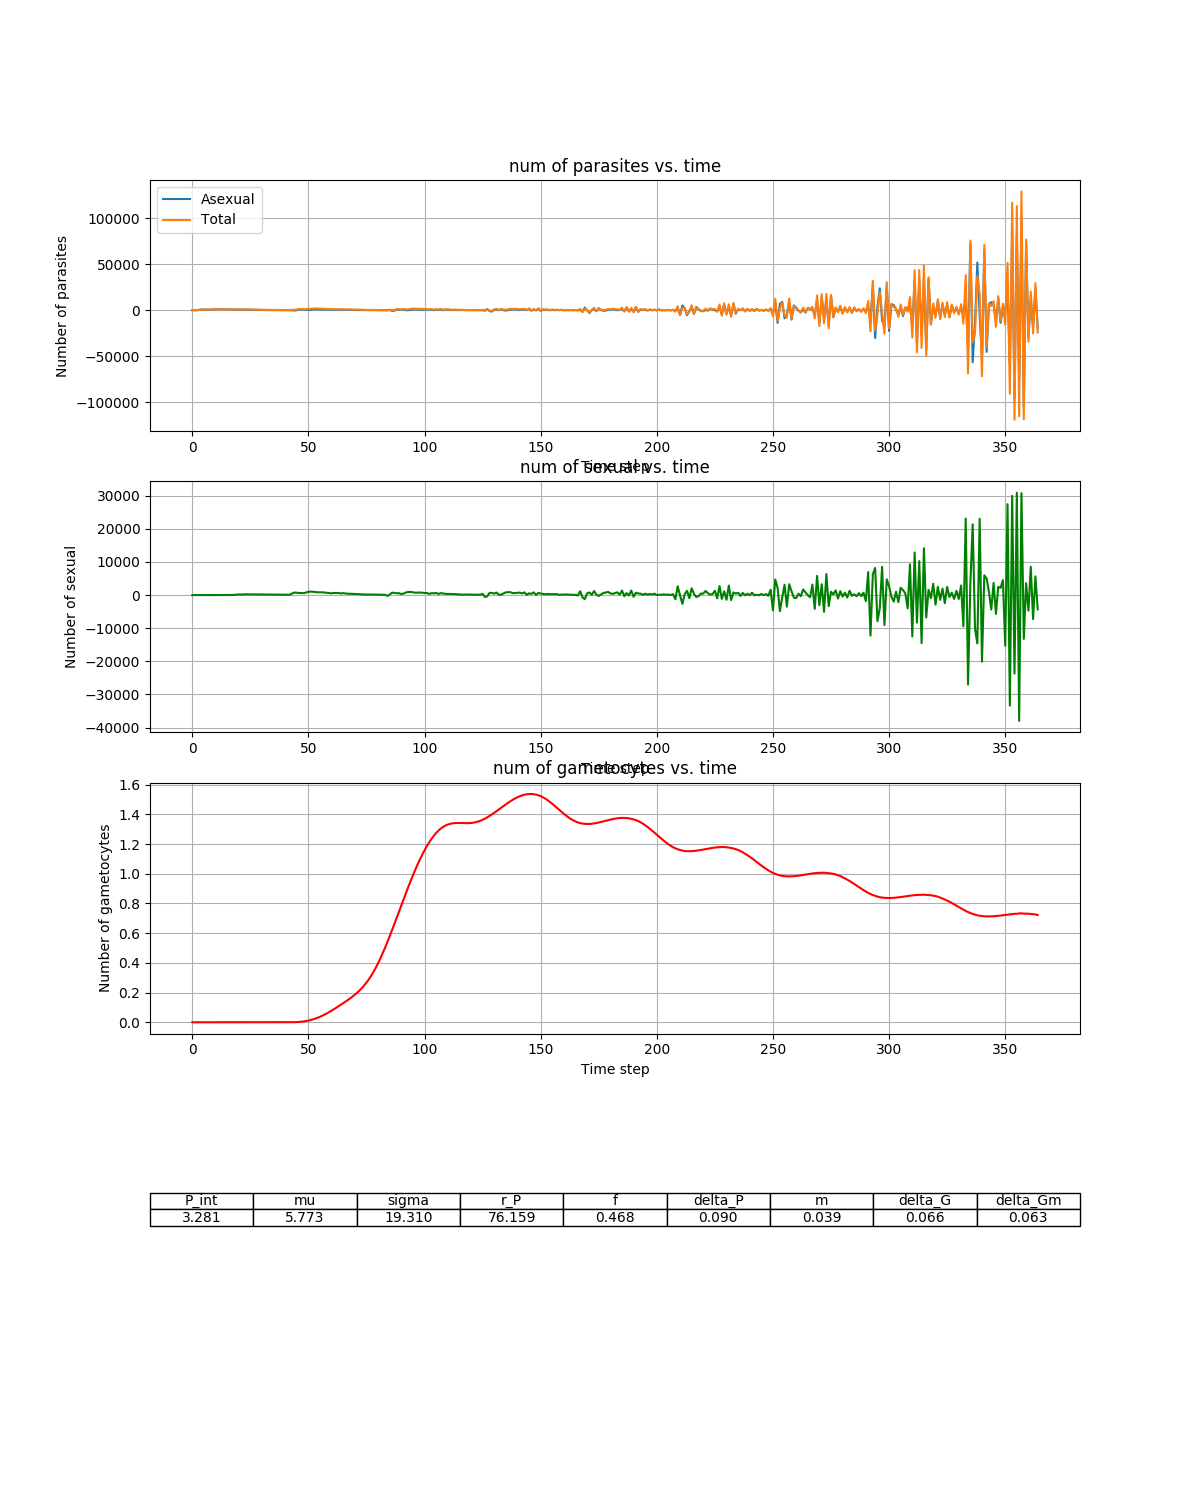 num of parasites vs. time
Asexual
Total
Number of parasites
100000
50000
0
−50000
−100000
0 50 100 150 200 250 300 350
Time step
num of sexual vs. time
Number of sexual
30000
20000
10000
0
−10000
−20000
−30000
−40000
0 50 100 150 200 250 300 350
Time step
num of gametocytes vs. time
Number of gametocytes
1.6
1.4
1.2
1.0
0.8
0.6
0.4
0.2
0.0
0 50 100 150 200 250 300 350
Time step
P_int mu sigma r_P f delta_P m delta_G delta_Gm
3.281 5.773 19.310 76.159 0.468 0.090 0.039 0.066 0.063